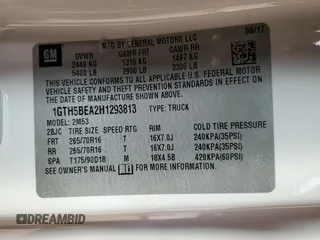 GM
MFD BY GENERAL MOTORS LLC
06/17
GVWR GAWR FRT GAWR RR
2449 KG 1315 KG 1497 KG
5400 LB 2900 LB 3300 LB
THIS VEHICLE CONFORMS TO ALL APPLICABLE U.S.
FEDERAL MOTOR VEHICLE SAFETY AND THEFT
PREVENTION STANDARDS IN EFFECT ON THE DATE
OF MANUFACTURE SHOWN ABOVE.
1GTH5BEA2H1293813 TYPE: TRUCK
MODEL: 2M53
2BJC TIRE SIZE SPEED RTG RIM COLD TIRE PRESSURE
FRT 265/70R16 T 16X7.0J 240KPA(35PSI)
RR 265/70R16 T 16X7.0J 240KPA(35PSI)
SPA T175/90D18 M 18X4.5B 420KPA(60PSI)
SEE OWNER'S MANUAL FOR ADDITIONAL INFORMATION.
DREAMBID